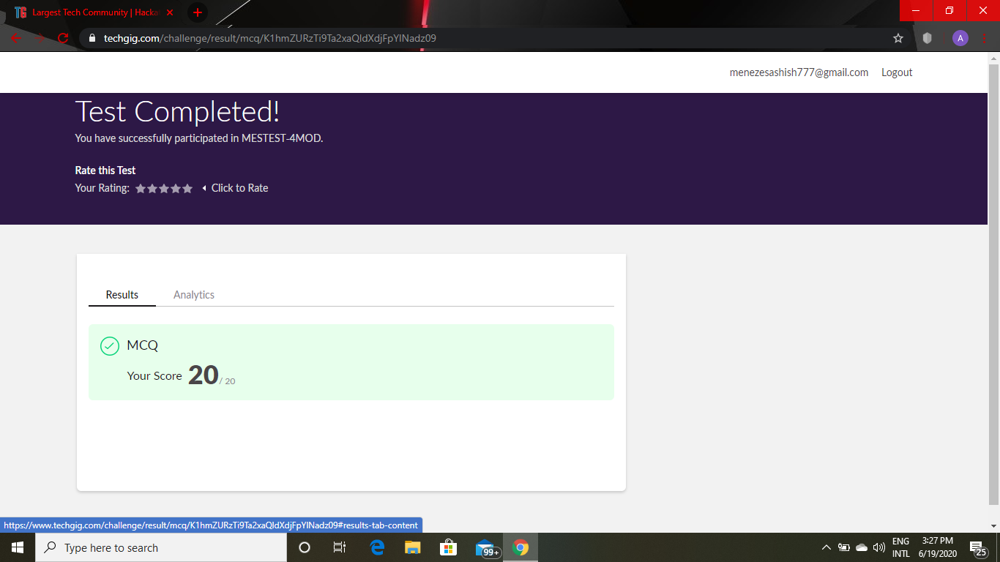 TG Largest Tech Community | Hacka
techgig.com/challenge/result/mcq/K1hmZURzTi9Ta2xaQldXdjFpYlNadz09
A
menezesashish777@gmail.com Logout
Test Completed!
You have successfully participated in MESTEST-4MOD.
Rate this Test
Your Rating: Click to Rate
Results Analytics
MCQ
Your Score 20 / 20
https://www.techgig.com/challenge/result/mcq/K1hmZURzTi9Ta2xaQldXdjFpYlNadz09#results-tab-content
Type here to search
99+
ENG
INTL
3:27 PM
6/19/2020
25